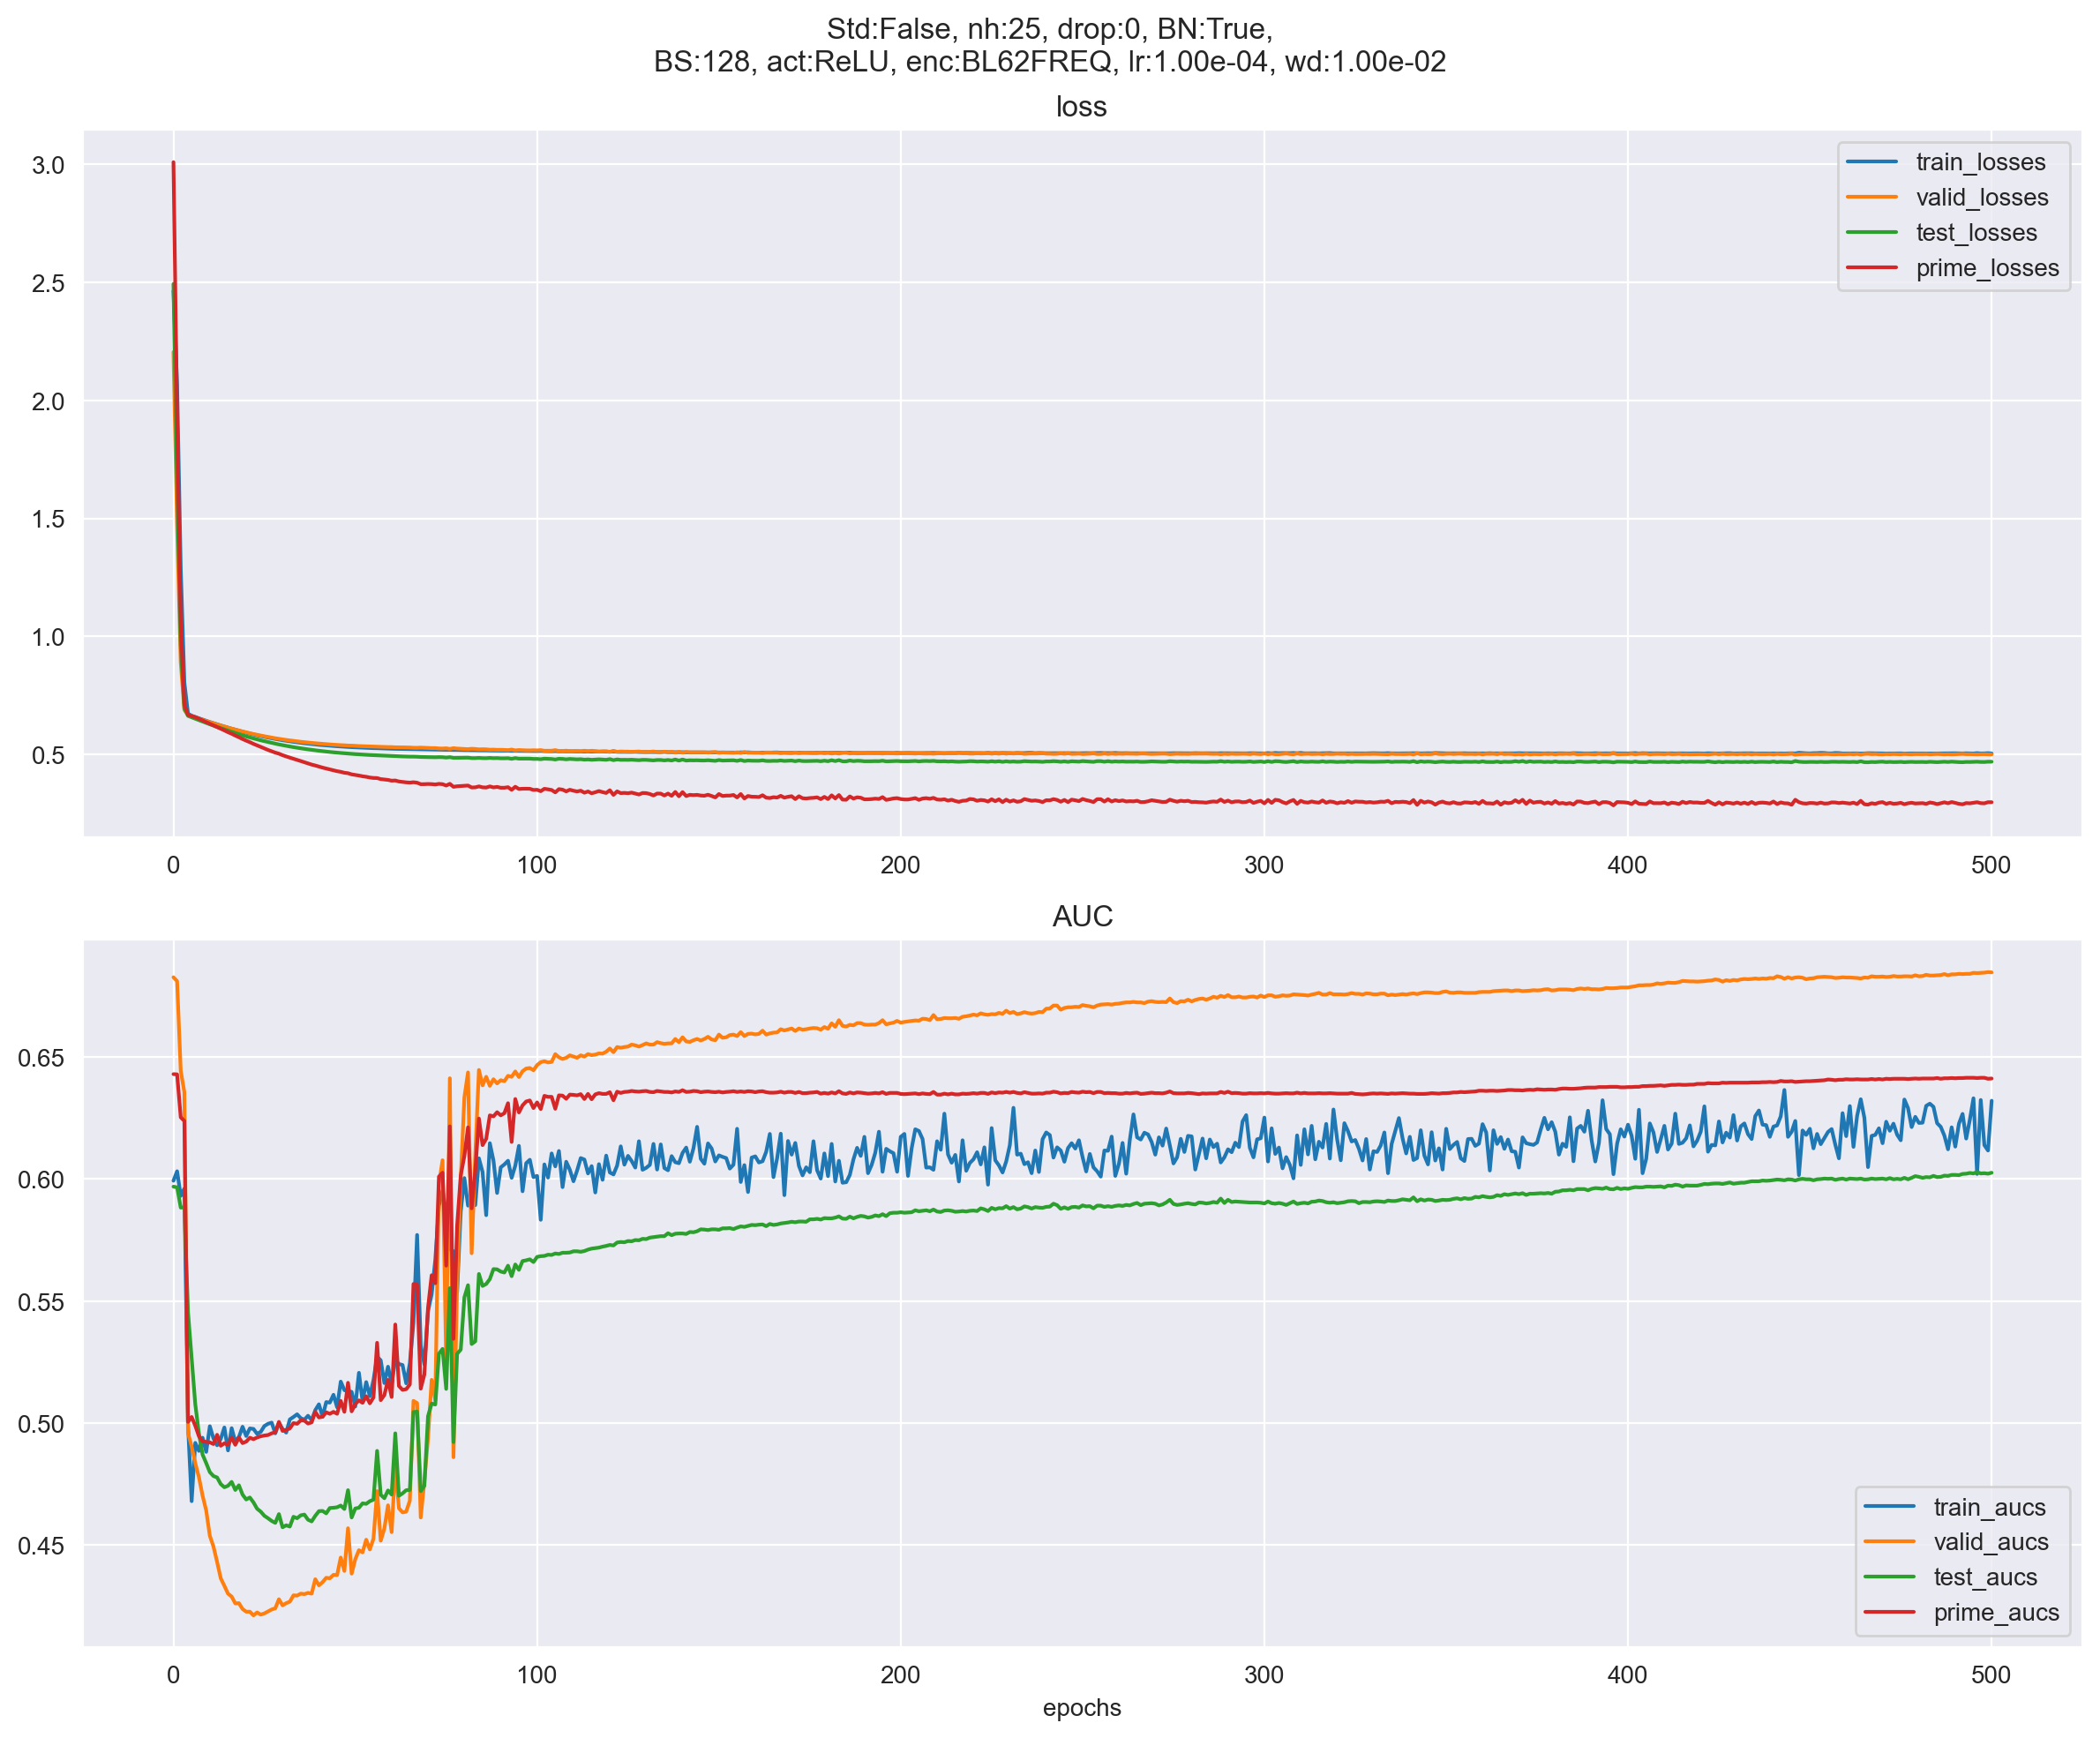 Std:False, nh:25, drop:0, BN:True,
BS:128, act:ReLU, enc:BL62FREQ, lr:1.00e-04, wd:1.00e-02
loss
3.0
2.5
2.0
1.5
1.0
0.5
train_losses
valid_losses
test_losses
prime_losses
0 100 200 300 400 500
AUC
0.65
0.60
0.55
0.50
0.45
train_aucs
valid_aucs
test_aucs
prime_aucs
0 100 200 300 400 500
epochs